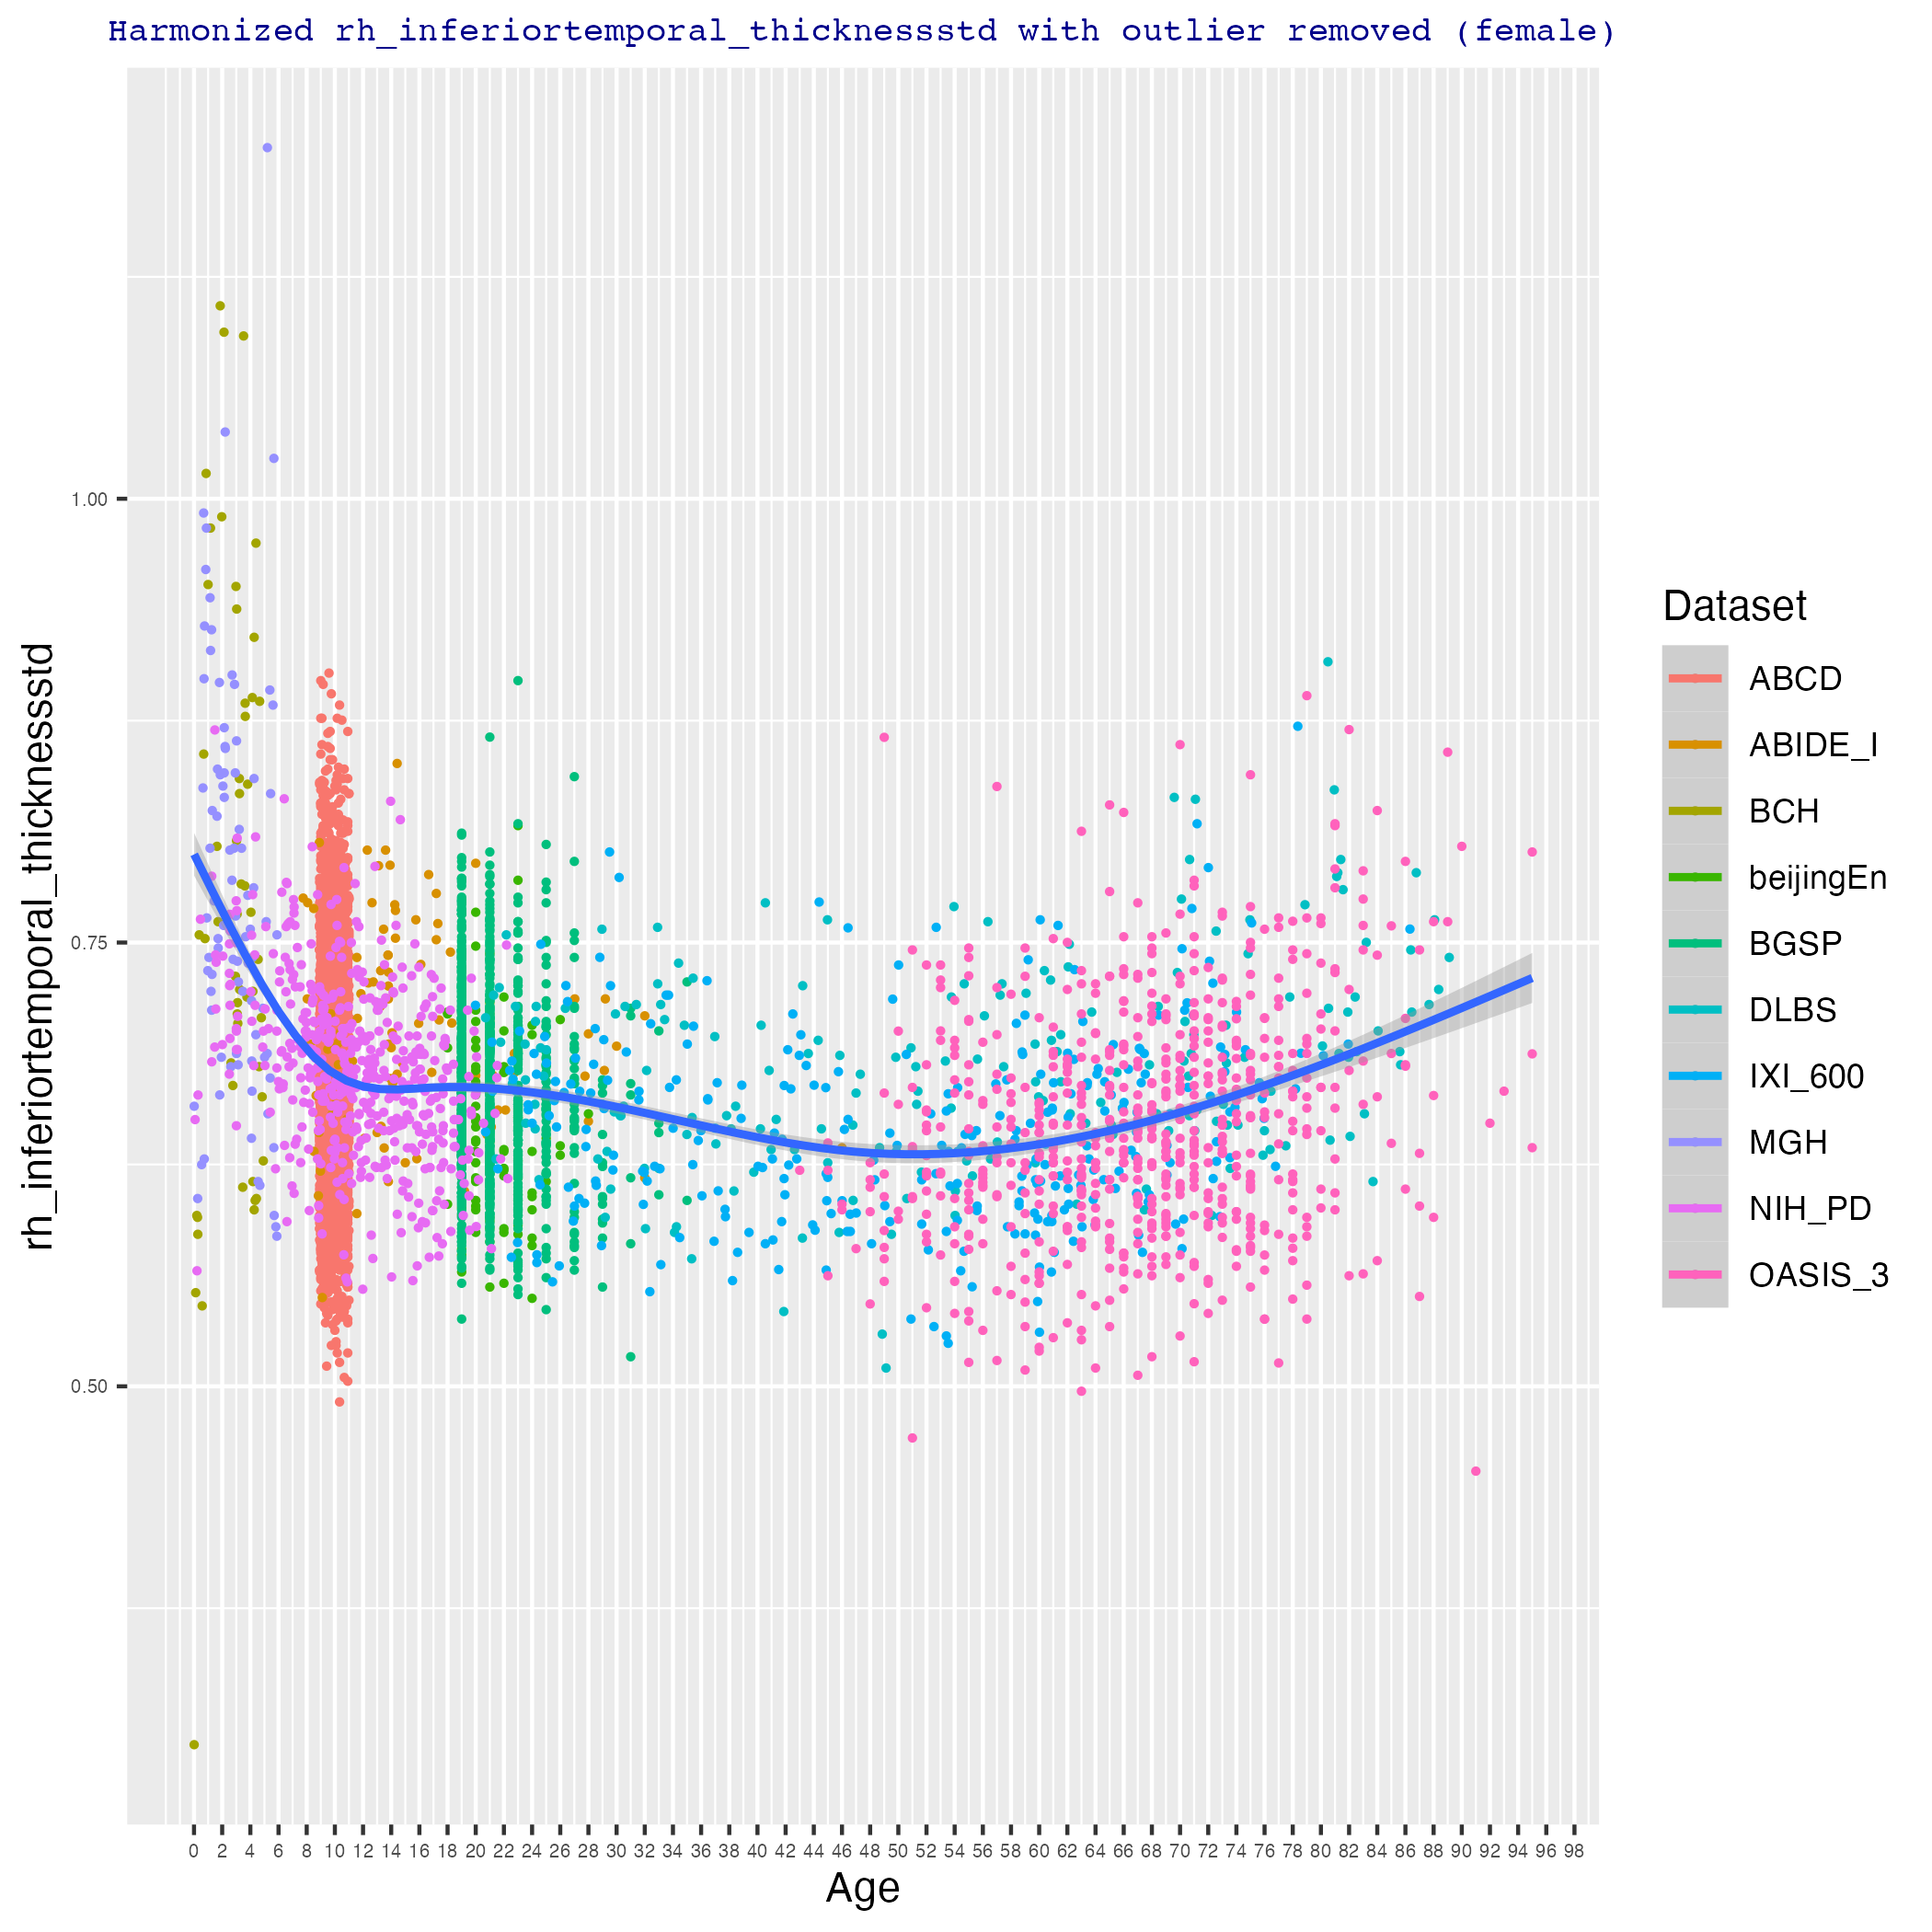 Harmonized rh_inferiortemporal_thicknessstd with outlier removed (female)
rh_inferiortemporal_thicknessstd
1.00
0.75
0.50
0 2 4 6 8 10 12 14 16 18 20 22 24 26 28 30 32 34 36 38 40 42 44 46 48 50 52 54 56 58 60 62 64 66 68 70 72 74 76 78 80 82 84 86 88 90 92 94 96 98
Age
Dataset
ABCD
ABIDE_I
BCH
beijingEn
BGSP
DLBS
IXI_600
MGH
NIH_PD
OASIS_3